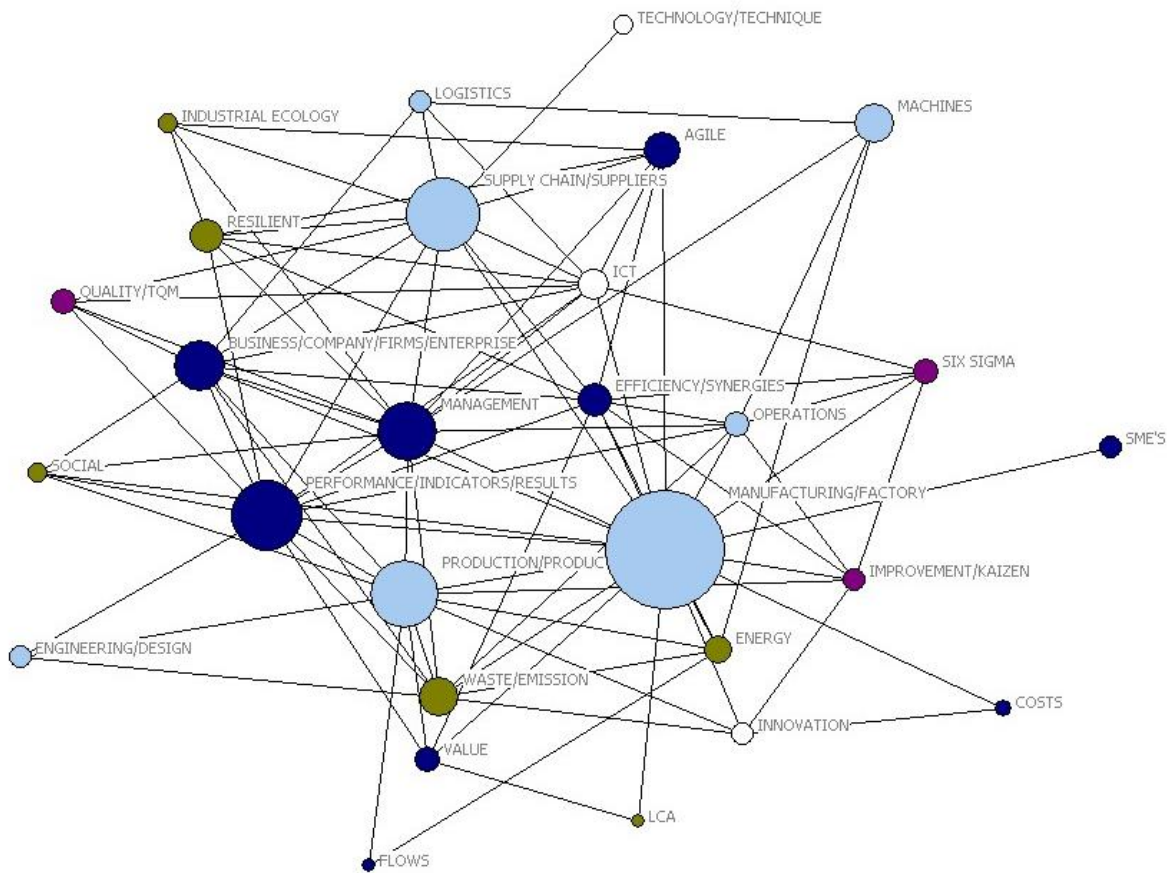 TECHNOLOGY/TECHNIQUE
LOGISTICS
MACHINES
INDUSTRIAL ECOLOGY
AGILE
SUPPLY CHAIN/SUPPLIERS
RESILIENT
ICT
QUALITY/TQM
BUSINESS/COMPANY/FIRMS/ENTERPRISE
SIX SIGMA
EFFICIENCY/SYNERGIES
MANAGEMENT
OPERATIONS
SME'S
SOCIAL
PERFORMANCE/INDICATORS/RESULTS
MANUFACTURING/FACTORY
PRODUCTION/PRODUC
IMPROVEMENT/KAIZEN
ENGINEERING/DESIGN
ENERGY
WASTE/EMISSION
COSTS
INNOVATION
VALUE
LCA
FLOWS